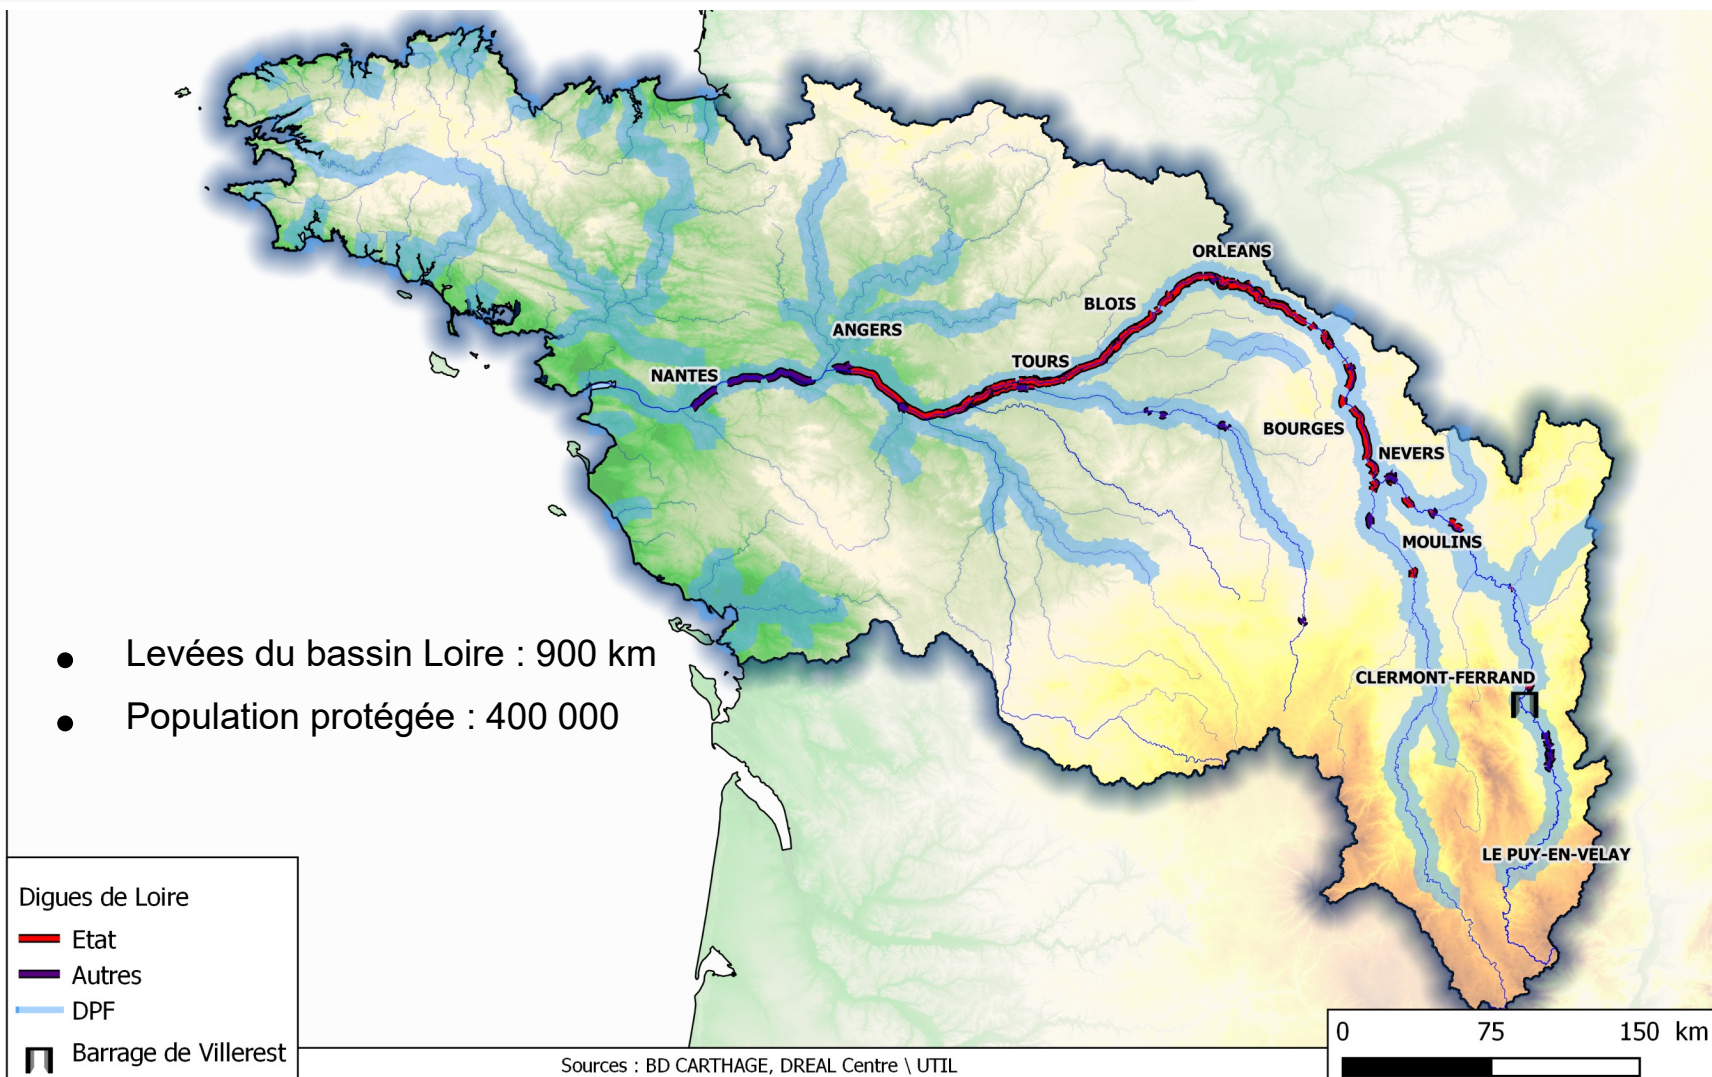 ORLEANS
BLOIS
ANGERS
TOURS
NANTES
BOURGES
NEVERS
MOULINS
• Levées du bassin Loire : 900 km
CLERMONT-FERRAND
• Population protégée : 400 000
LE PUY-EN-VELAY
Digues de Loire
Etat
Autres
DPF
Barrage de Villerest
0 75 150 km
Sources : BD CARTHAGE, DREAL Centre \ UTIL